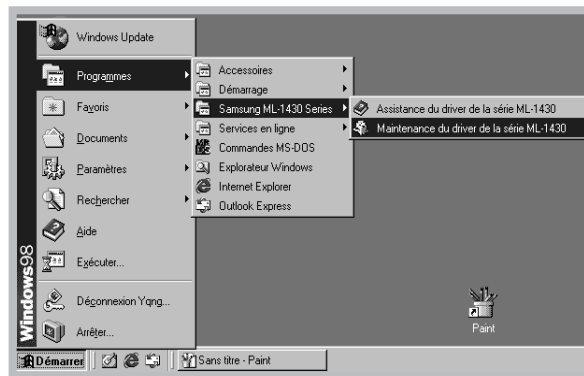 Windows Update
Programmes
Favoris
Documents
Paramètres
Rechercher
Aide
Exécuter...
Déconnexion Yqng...
Arrêter...
Windows98
Accessoires
Démarrage
Samsung ML-1430 Series
Services en ligne
Commandes MS-DOS
Explorateur Windows
Internet Explorer
Outlook Express
Assistance du driver de la série ML-1430
Maintenance du driver de la série ML-1430
Paint
Démarrer
Sans titre - Paint